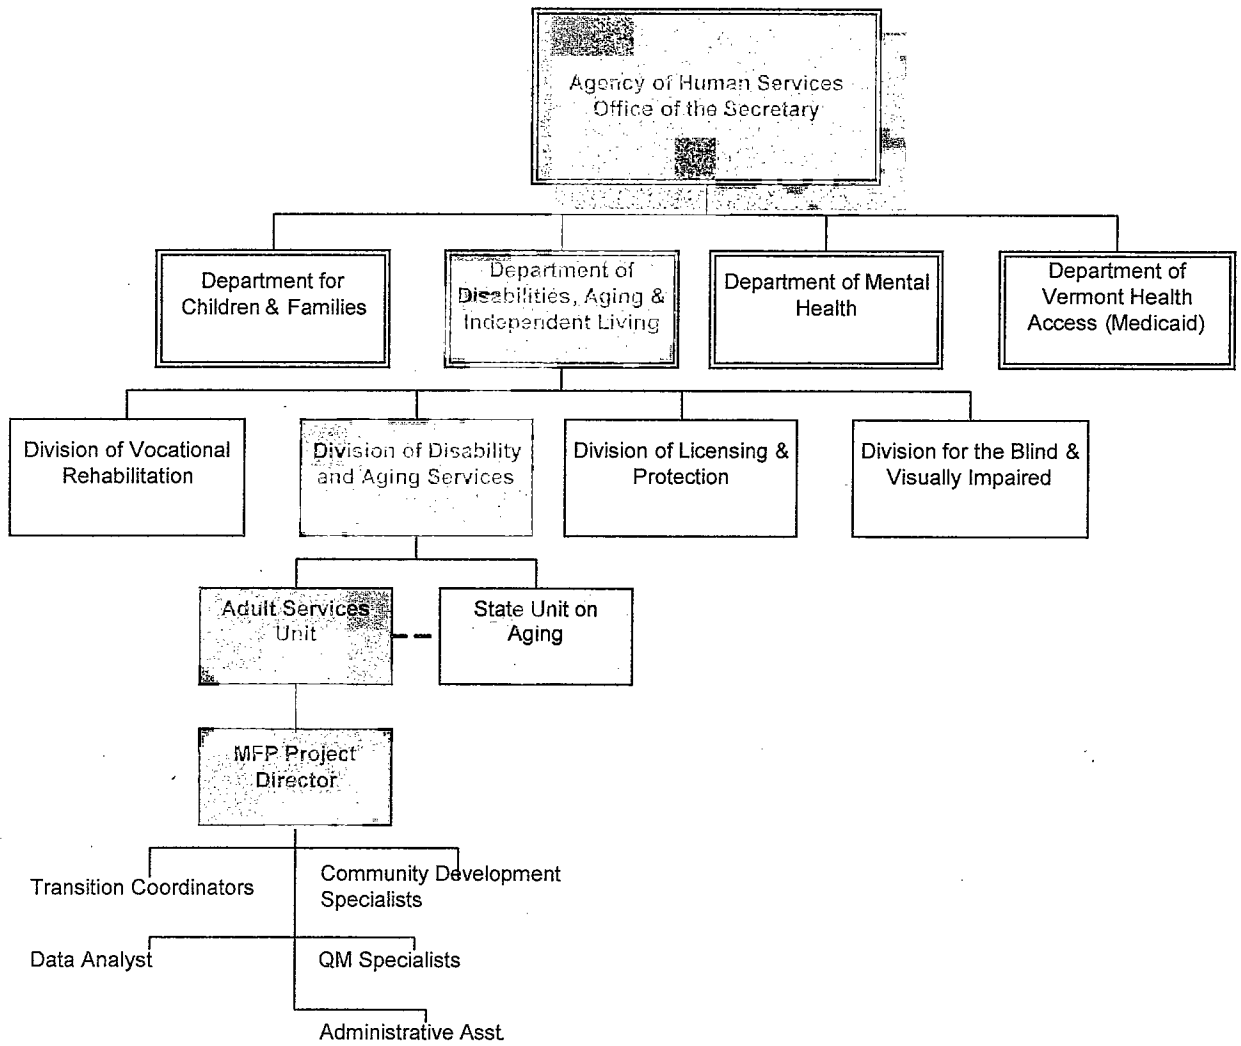 Agency of Human Services
Office of the Secretary
Department for
Children & Families
Department of
Disabilities, Aging &
Independent Living
Department of Mental
Health
Department of
Vermont Health
Access (Medicaid)
Division of Vocational
Rehabilitation
Division of Disability
and Aging Services
Division of Licensing &
Protection
Division for the Blind &
Visually Impaired
Adult Services
Unit
State Unit on
Aging
MFP Project
Director
Transition Coordinators
Community Development
Specialists
Data Analyst
QM Specialists
Administrative Asst.